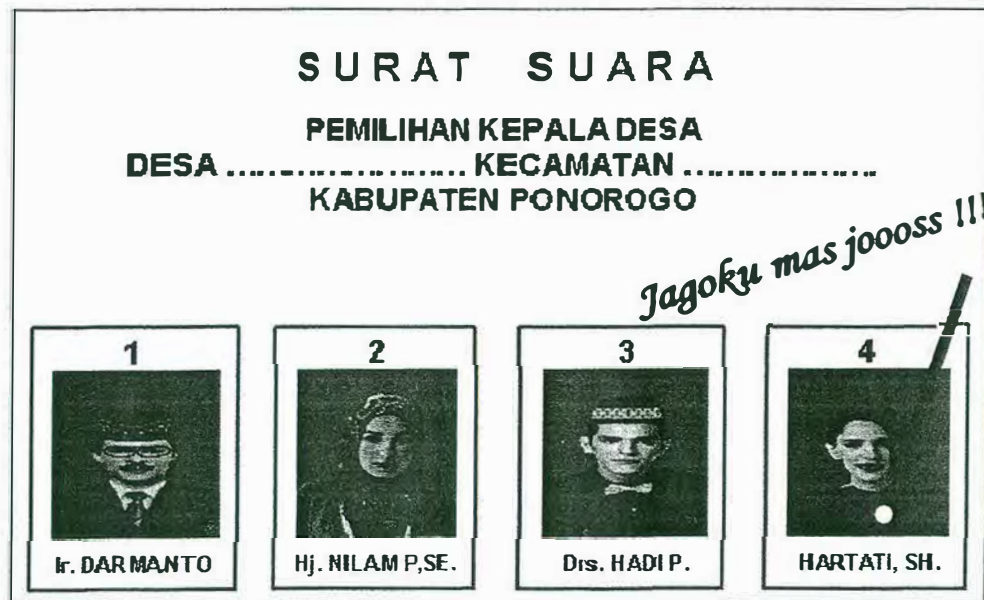 SURAT SUARA
PEMILIHAN KEPALA DESA
DESA ........................ KECAMATAN ....................
KABUPATEN PONOROGO
Jagoku mas joooss !!!
1
2
3
4
Ir. DARMANTO
Hj. NILAM P,SE.
Drs. HADI P.
HARTATI, SH.